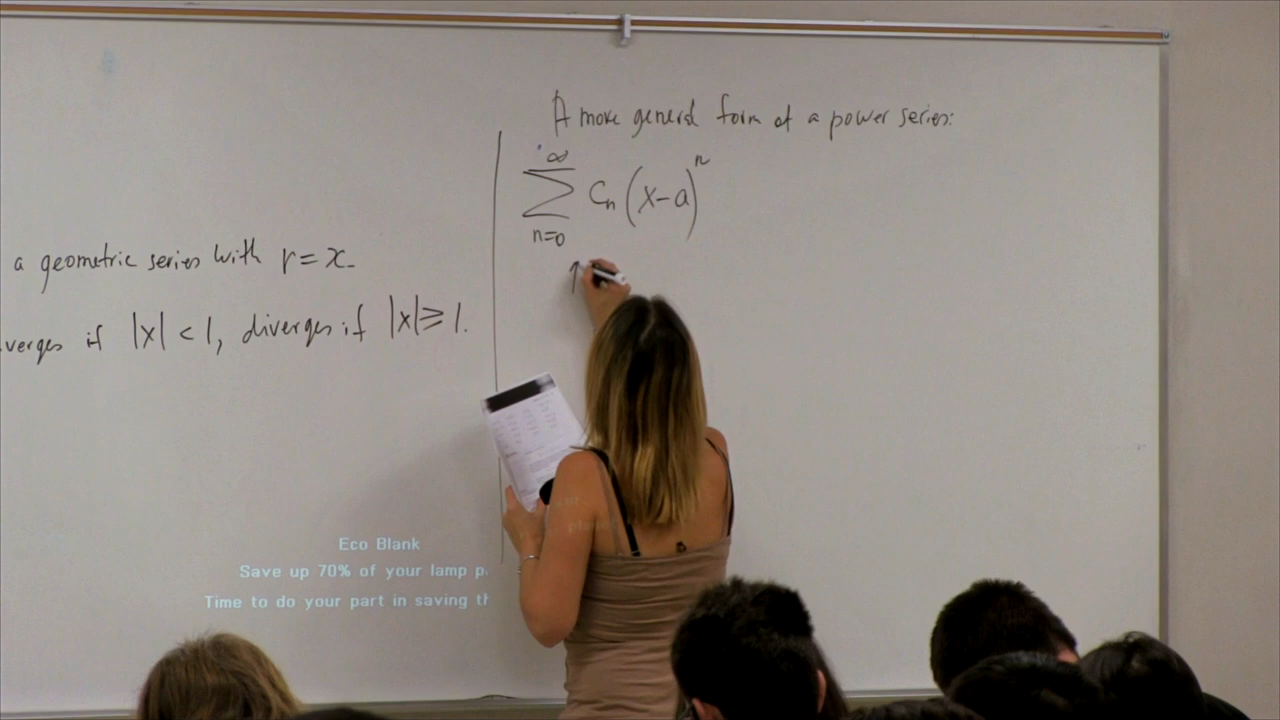 a geometric series with r = x.
verges if |x| < 1, diverges if |x| ≥ 1.
A more general form of a power series:
∞
∑ Cn (x-a)^n
n=0
↑
Eco Blank
Save up 70% of your lamp p
Time to do your part in saving th